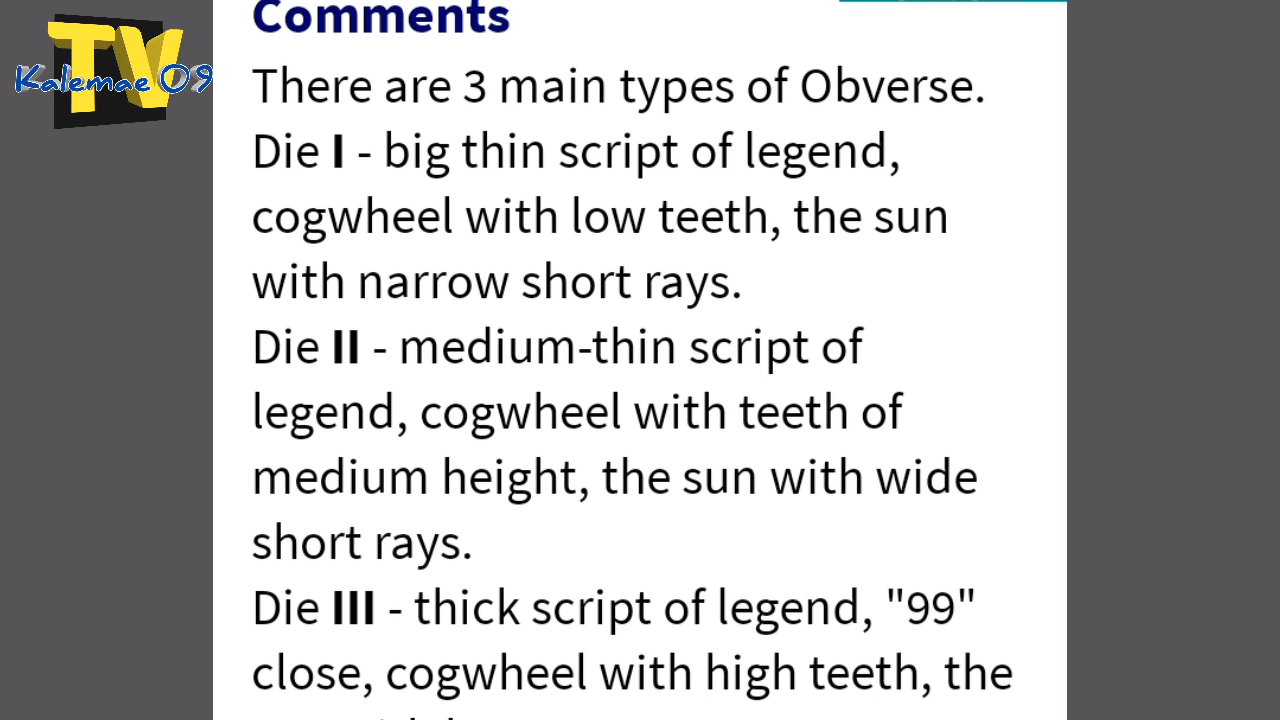 TV
Kalemae 09
Comments
There are 3 main types of Obverse.
Die I - big thin script of legend,
cogwheel with low teeth, the sun
with narrow short rays.
Die II - medium-thin script of
legend, cogwheel with teeth of
medium height, the sun with wide
short rays.
Die III - thick script of legend, "99"
close, cogwheel with high teeth, the